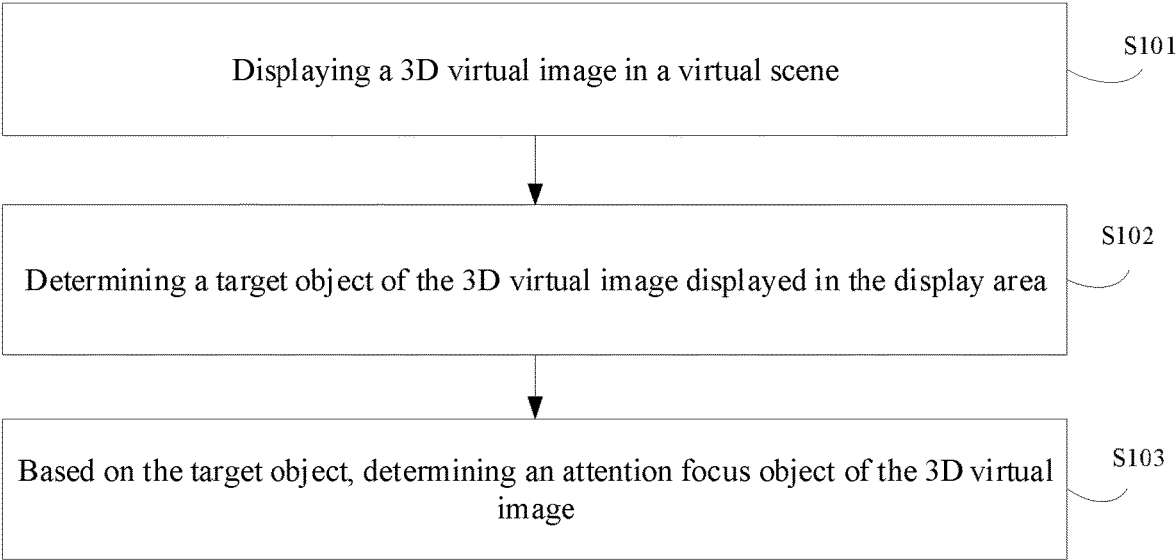 S101
Displaying a 3D virtual image in a virtual scene
S102
Determining a target object of the 3D virtual image displayed in the display area
S103
Based on the target object, determining an attention focus object of the 3D virtual
image